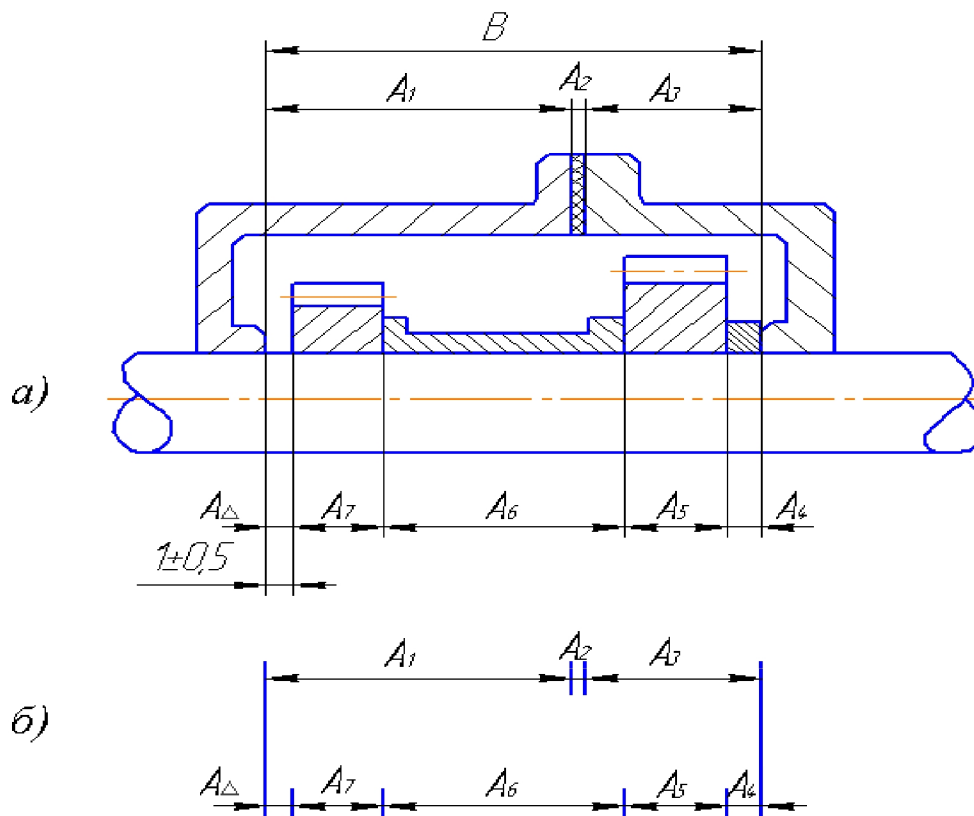 B
A₁ A₂ A₃
а)
A△ A₇ A₆ A₅ A₄
1±0,5
A₁ A₂ A₃
б)
A△ A₇ A₆ A₅ A₄